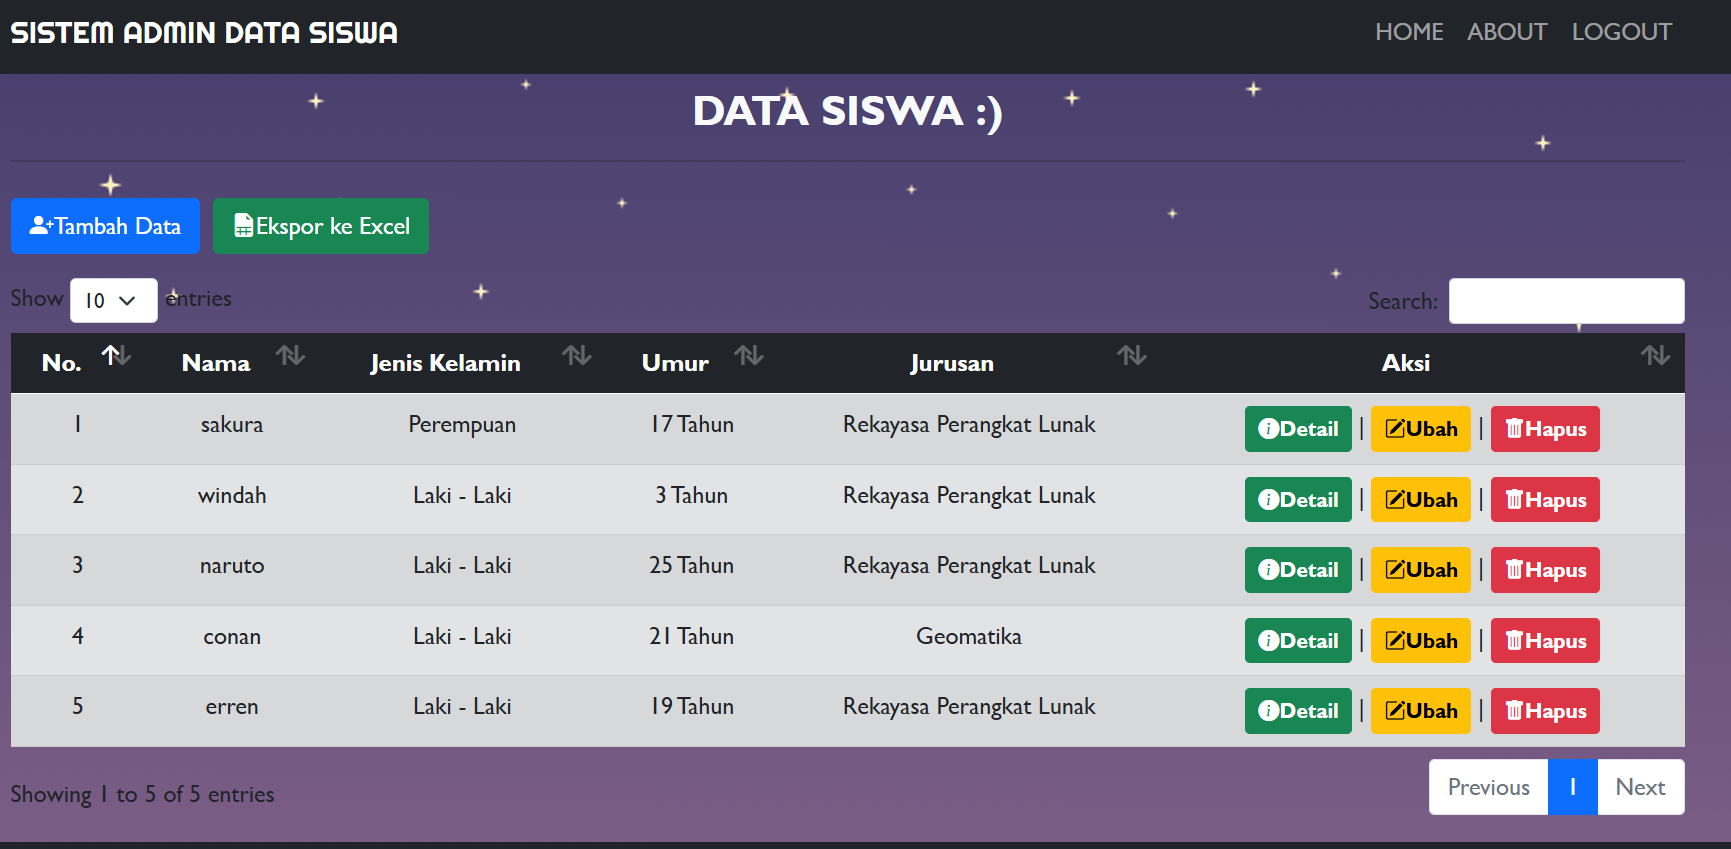 SISTEM ADMIN DATA SISWA HOME ABOUT LOGOUT
DATA SISWA :)
Tambah Data Ekspor ke Excel
Show 10 entries Search:
No. Nama Jenis Kelamin Umur Jurusan Aksi
1 sakura Perempuan 17 Tahun Rekayasa Perangkat Lunak Detail | Ubah | Hapus
2 windah Laki - Laki 3 Tahun Rekayasa Perangkat Lunak Detail | Ubah | Hapus
3 naruto Laki - Laki 25 Tahun Rekayasa Perangkat Lunak Detail | Ubah | Hapus
4 conan Laki - Laki 21 Tahun Geomatika Detail | Ubah | Hapus
5 erren Laki - Laki 19 Tahun Rekayasa Perangkat Lunak Detail | Ubah | Hapus
Showing 1 to 5 of 5 entries Previous 1 Next